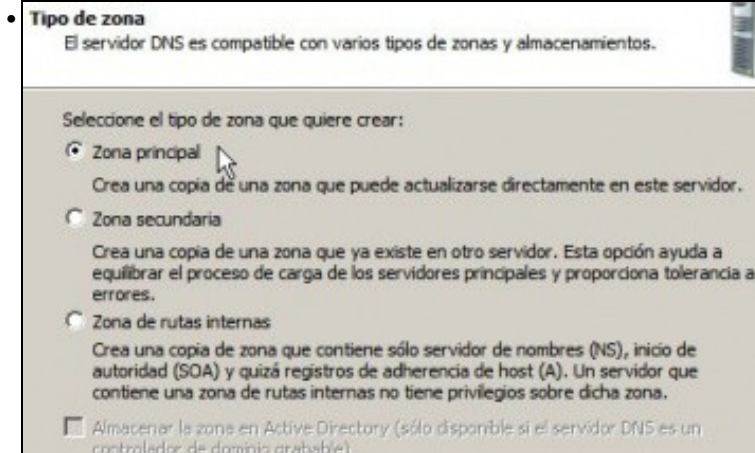 Tipo de zona
El servidor DNS es compatible con varios tipos de zonas y almacenamientos.
Seleccione el tipo de zona que quiere crear:
Zona principal
Crea una copia de una zona que puede actualizarse directamente en este servidor.
Zona secundaria
Crea una copia de una zona que ya existe en otro servidor. Esta opción ayuda a
equilibrar el proceso de carga de los servidores principales y proporciona tolerancia a
errores.
Zona de rutas internas
Crea una copia de zona que contiene sólo servidor de nombres (NS), inicio de
autoridad (SOA) y quizá registros de adherencia de host (A). Un servidor que
contiene una zona de rutas internas no tiene privilegios sobre dicha zona.
Almacenar la zona en Active Directory (sólo disponible si el servidor DNS es un
controlador de dominio grabable)